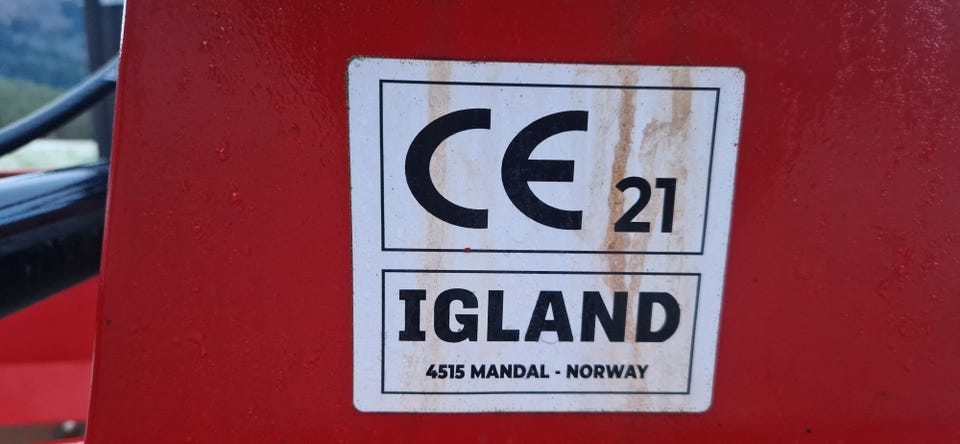 CE 21
IGLAND
4515 MANDAL - NORWAY